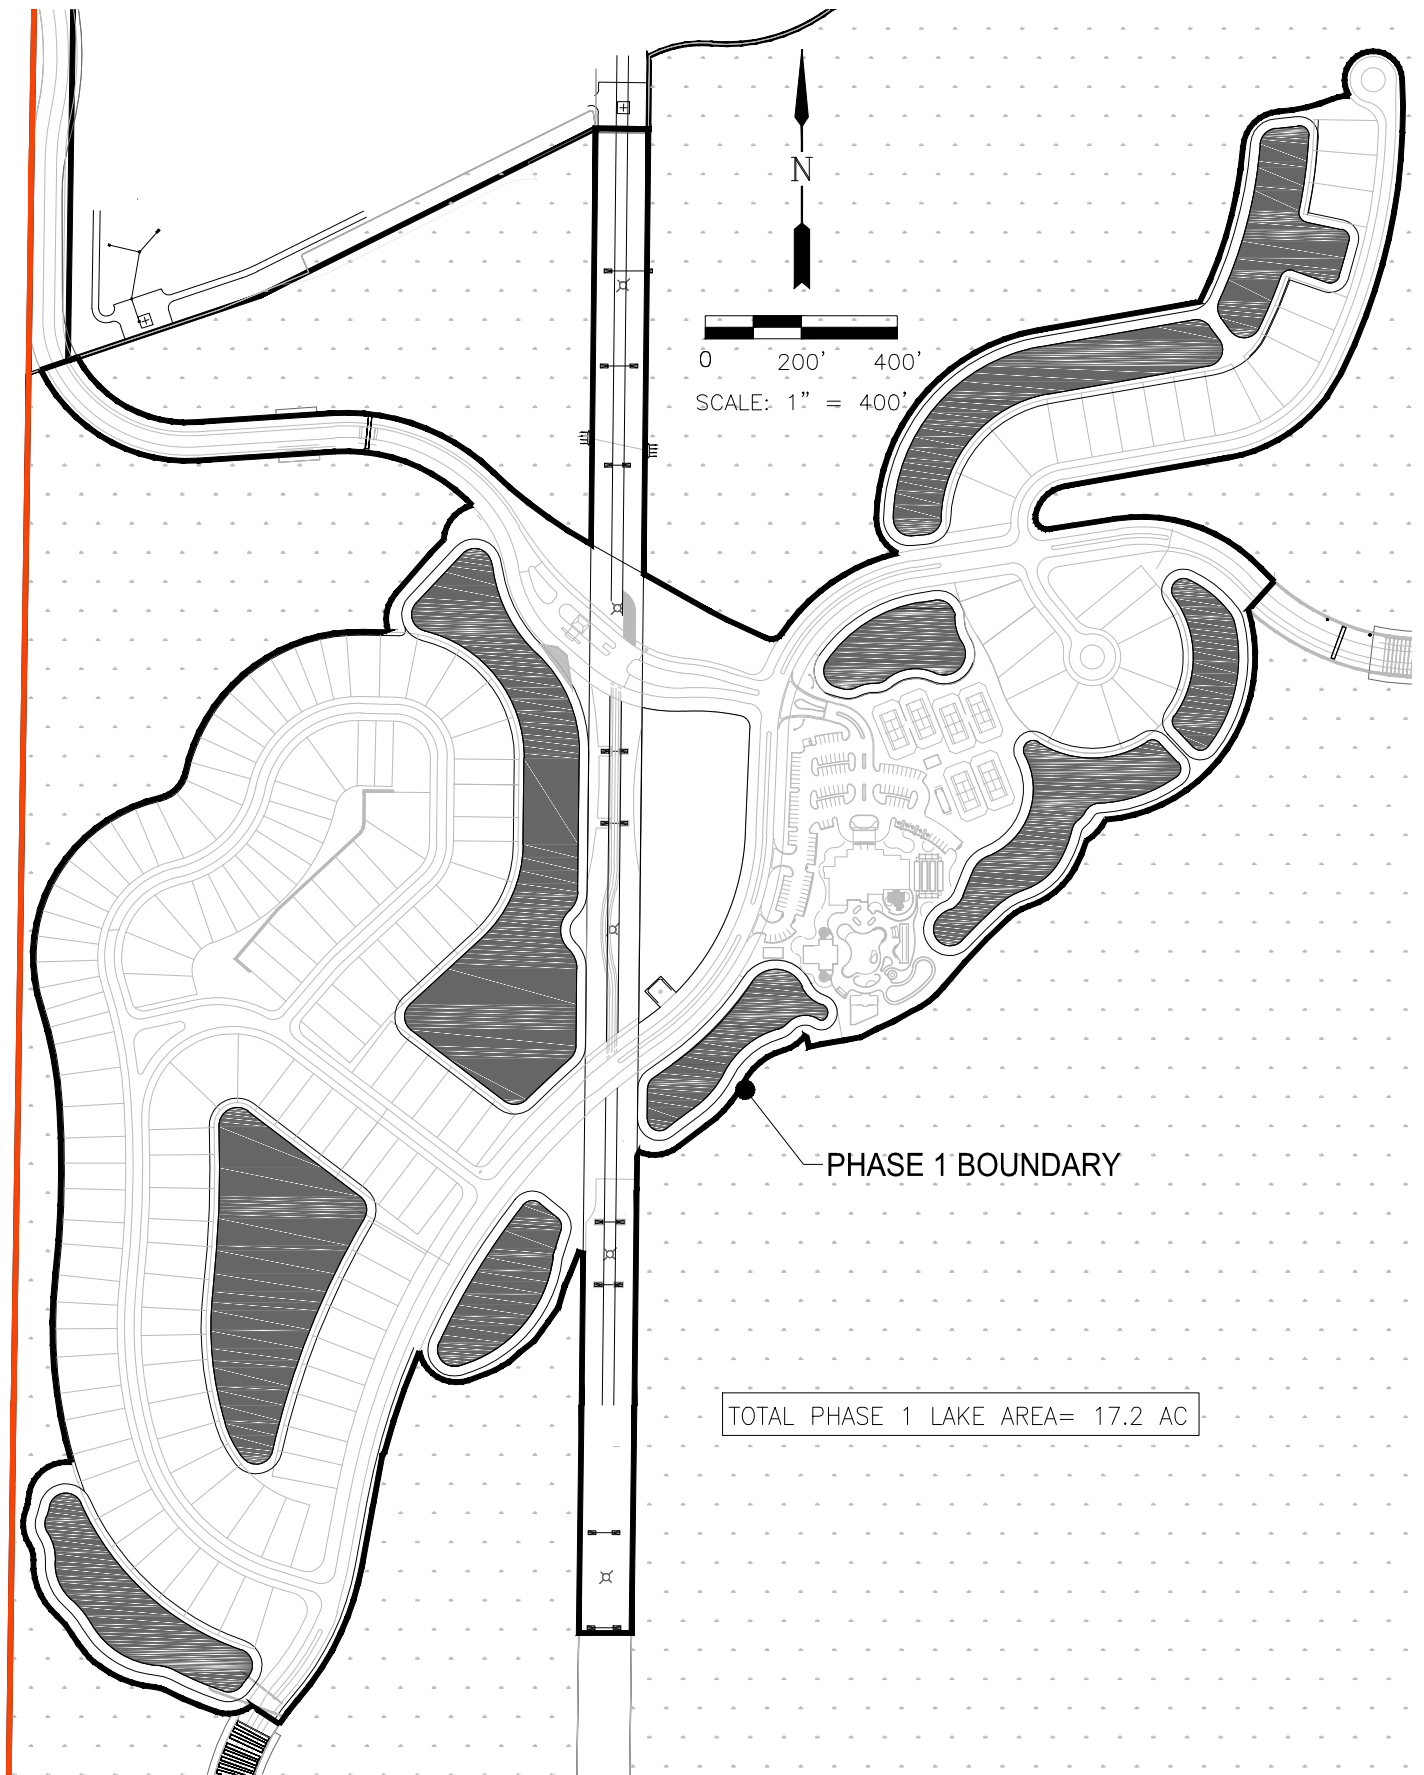 N
0 200' 400'
SCALE: 1" = 400'
PHASE 1 BOUNDARY
TOTAL PHASE 1 LAKE AREA= 17.2 AC